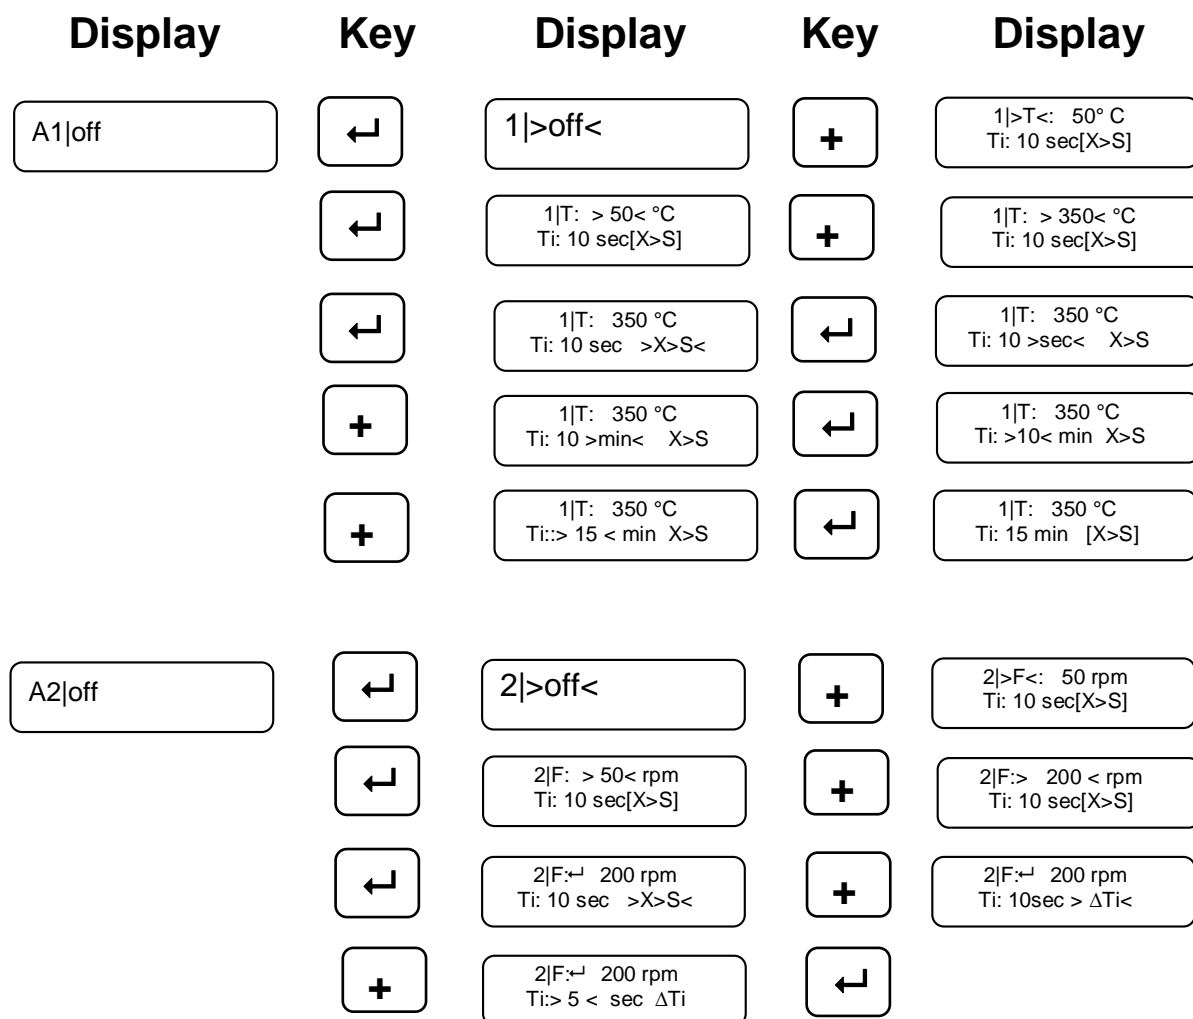 Display Key Display Key Display
A1|off ↵ 1|>off< + 1|>T<: 50° C
Ti: 10 sec[X>S]
↵ 1|T: > 50< °C + 1|T: > 350< °C
Ti: 10 sec[X>S] Ti: 10 sec[X>S]
↵ 1|T: 350 °C ↵ 1|T: 350 °C
Ti: 10 sec >X>S< Ti: 10 >sec< X>S
+ 1|T: 350 °C ↵ 1|T: 350 °C
Ti: 10 >min< X>S Ti: >10< min X>S
+ 1|T: 350 °C ↵ 1|T: 350 °C
Ti::> 15 < min X>S Ti: 15 min [X>S]
A2|off ↵ 2|>off< + 2|>F<: 50 rpm
Ti: 10 sec[X>S]
↵ 2|F: > 50< rpm + 2|F:> 200 < rpm
Ti: 10 sec[X>S] Ti: 10 sec[X>S]
↵ 2|F:↵ 200 rpm + 2|F:↵ 200 rpm
Ti: 10 sec >X>S< Ti: 10sec > ΔTi<
+ 2|F:↵ 200 rpm ↵
Ti:> 5 < sec ΔTi